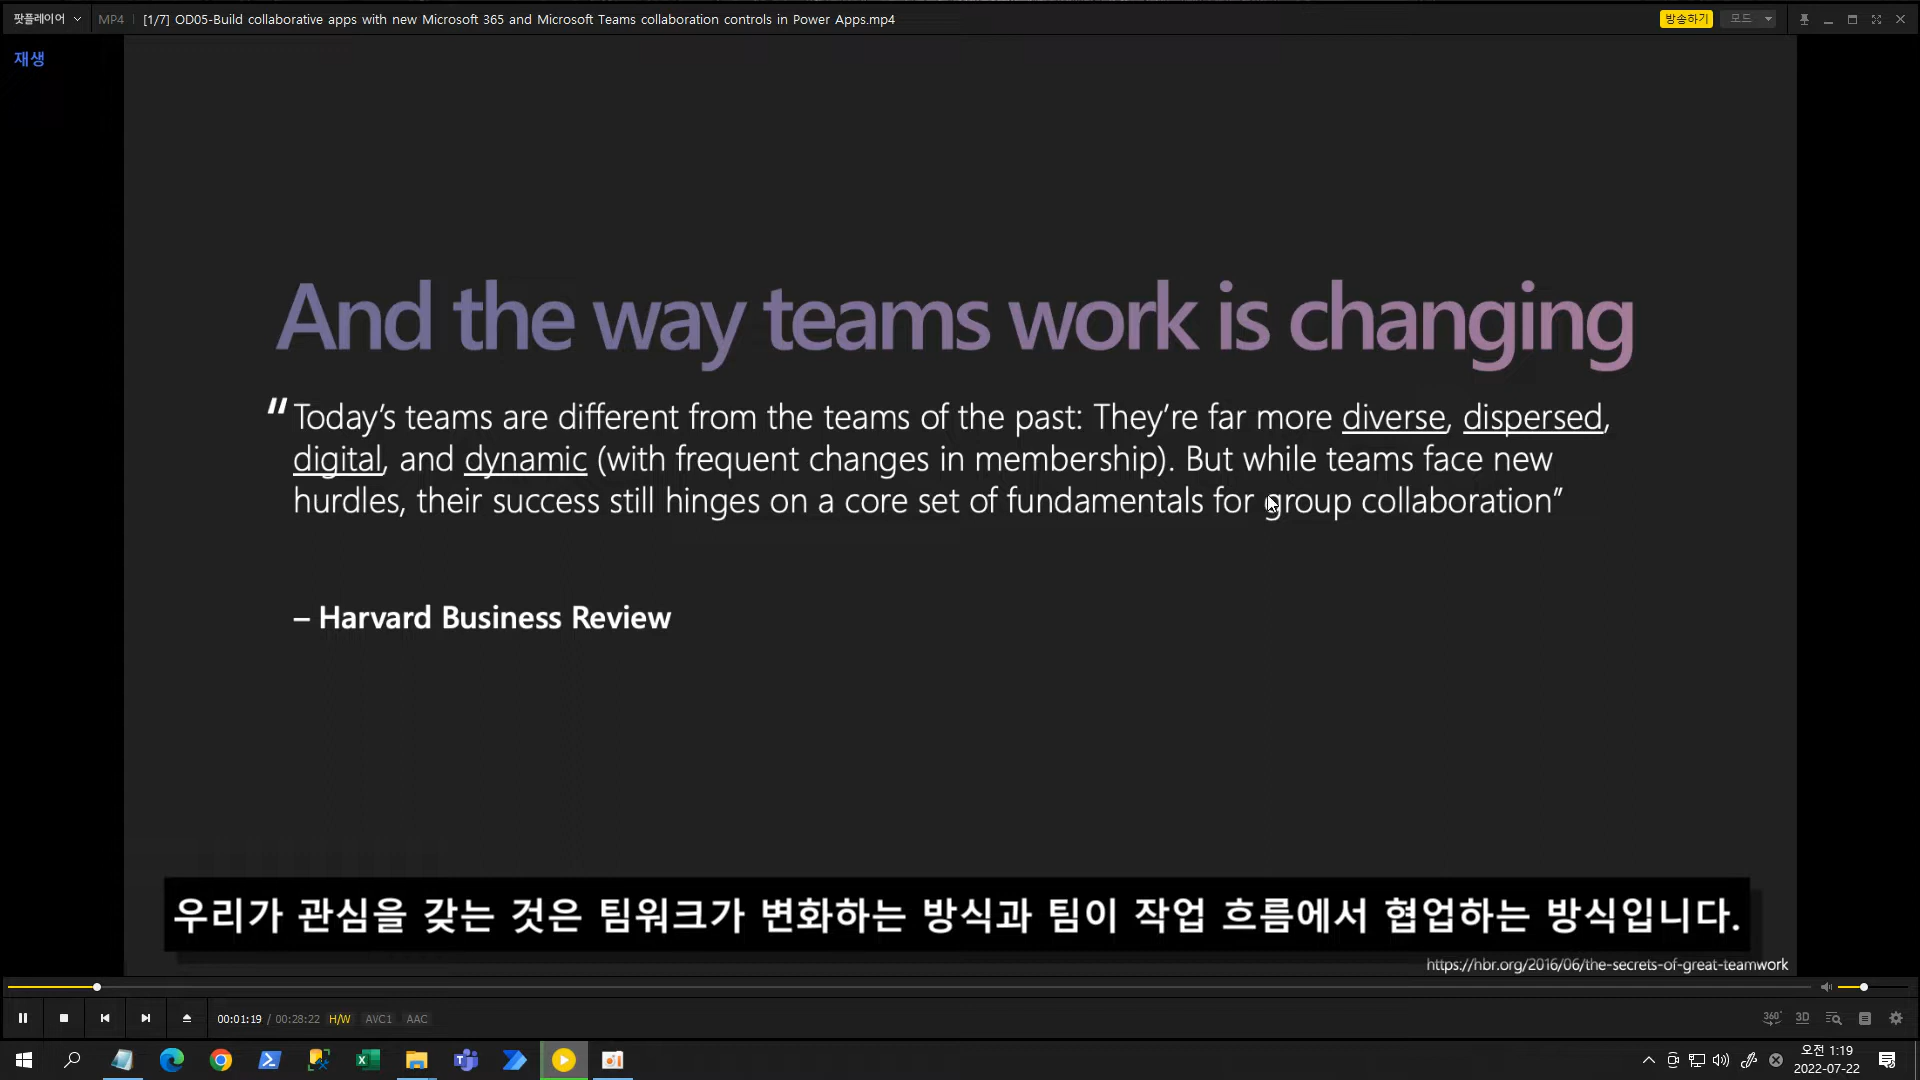 팟플레이어
MP4
[1/7] OD05-Build collaborative apps with new Microsoft 365 and Microsoft Teams collaboration controls in Power Apps.mp4
방송하기
모드
재생
And the way teams work is changing
“Today’s teams are different from the teams of the past: They’re far more diverse, dispersed,
digital, and dynamic (with frequent changes in membership). But while teams face new
hurdles, their success still hinges on a core set of fundamentals for group collaboration”
– Harvard Business Review
우리가 관심을 갖는 것은 팀워크가 변화하는 방식과 팀이 작업 흐름에서 협업하는 방식입니다.
https://hbr.org/2016/06/the-secrets-of-great-teamwork
00:01:19 / 00:28:22 H/W AVC1 AAC
360° 3D
오전 1:19
2022-07-22